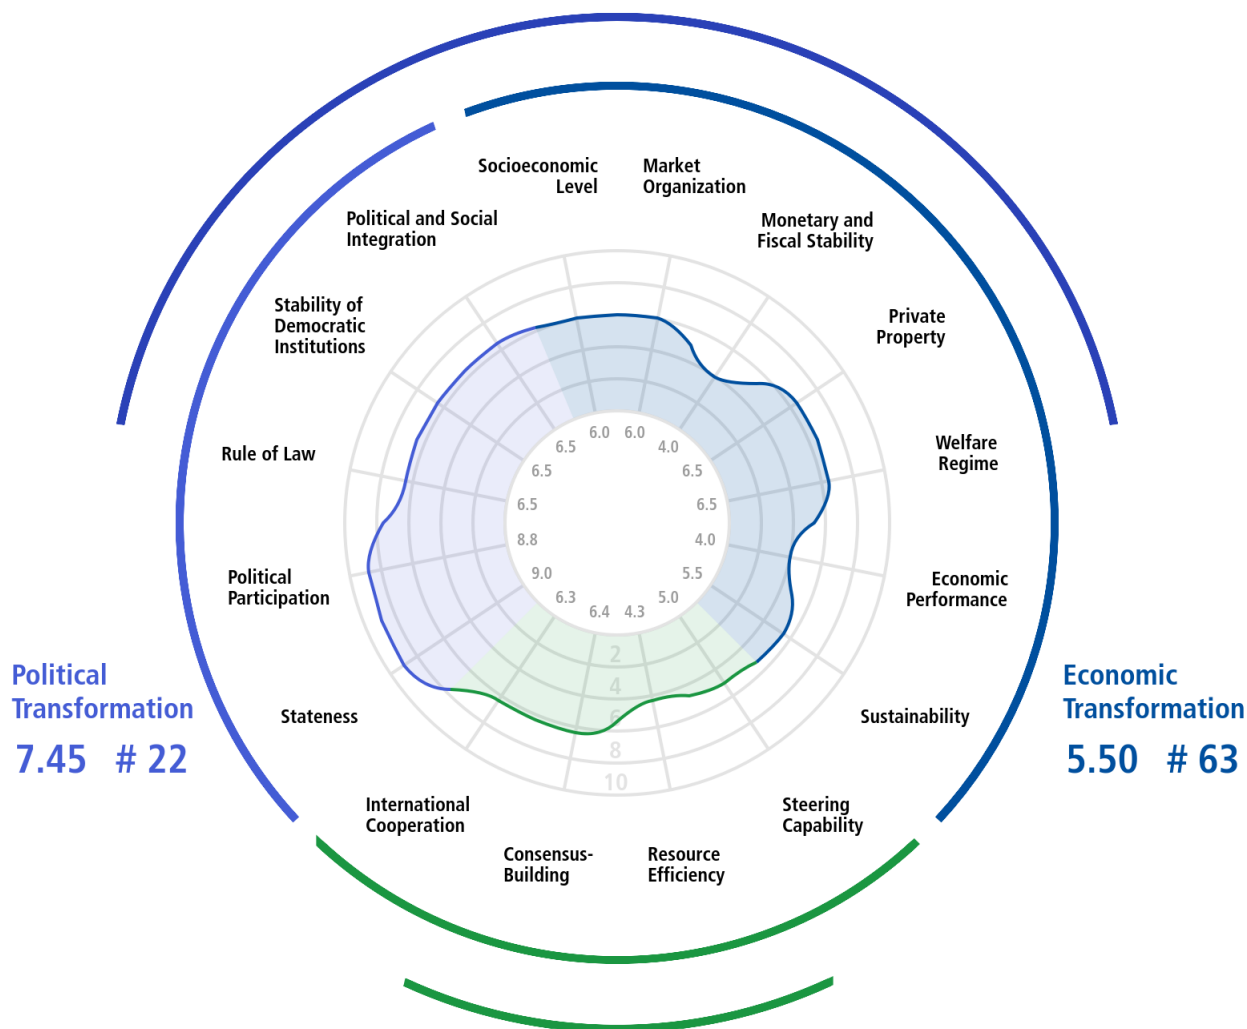 Socioeconomic
Level
Market
Organization
Political and Social
Integration
Monetary and
Fiscal Stability
Stability of
Democratic
Institutions
Private
Property
Rule of Law
Welfare
Regime
Political
Participation
Economic
Performance
Stateness
Sustainability
International
Cooperation
Steering
Capability
Consensus-
Building
Resource
Efficiency
6.0
6.0
6.5
4.0
6.5
6.5
6.5
6.5
8.8
4.0
9.0
5.5
6.3
5.0
6.4
4.3
2
4
6
8
10
Political
Transformation
7.45 # 22
Economic
Transformation
5.50 # 63